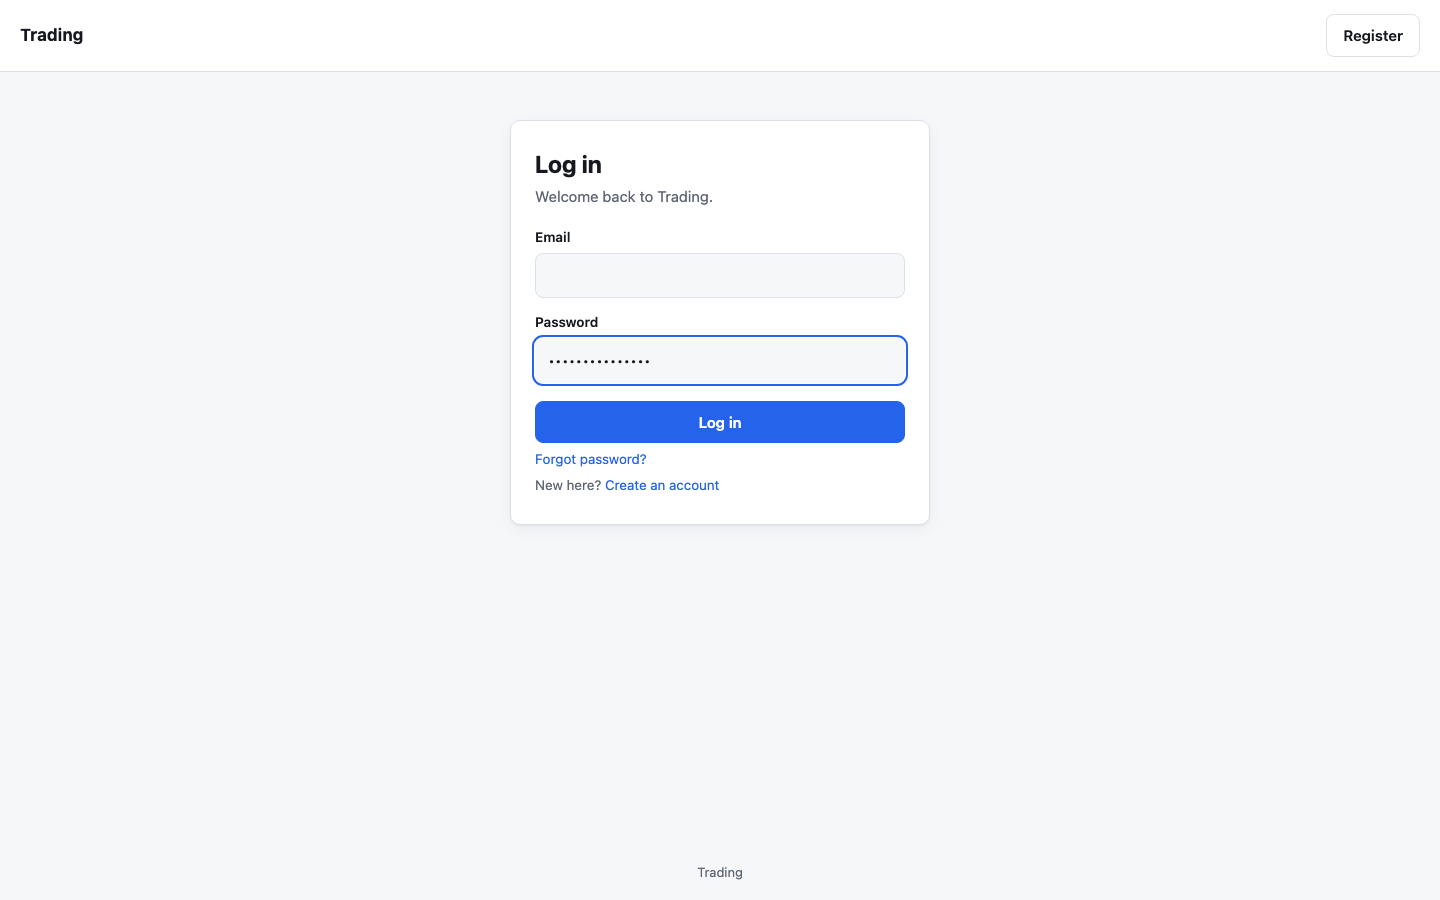 Trading
Register
Log in
Welcome back to Trading.
Email
Password
•••••••••••••••
Log in
Forgot password?
New here? Create an account
Trading